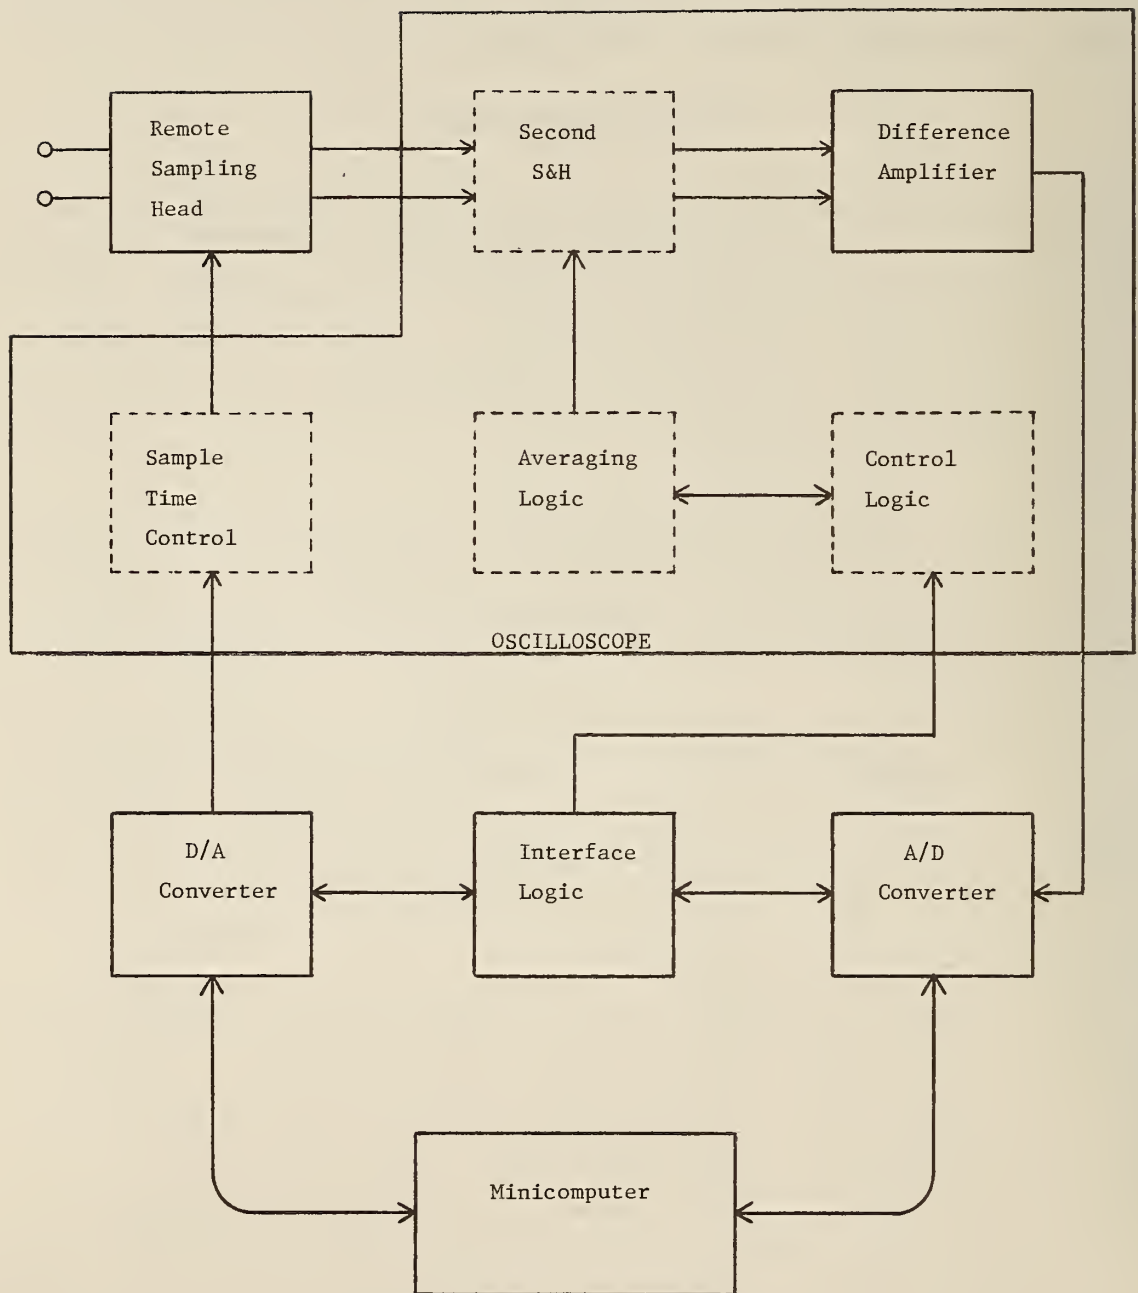 Remote
Sampling
Head
Second
S&H
Difference
Amplifier
Sample
Time
Control
Averaging
Logic
Control
Logic
OSCILLOSCOPE
D/A
Converter
Interface
Logic
A/D
Converter
Minicomputer